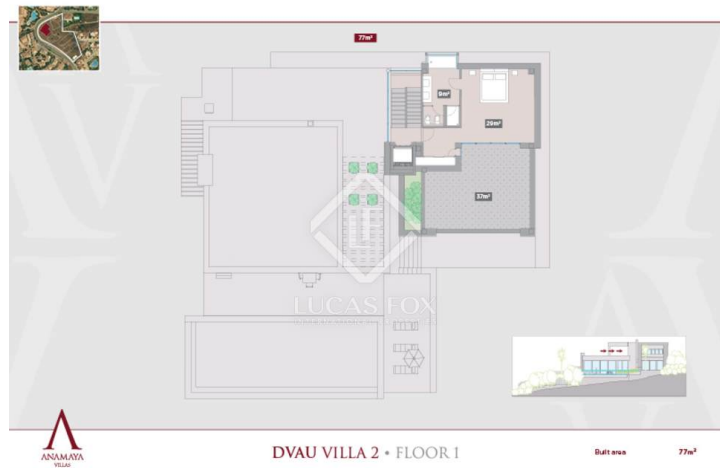 77m²
9m²
29m²
37m²
LUCAS FOX
ANAMAYA
VILLAS
DVAU VILLA 2 • FLOOR 1
Built area 77m²